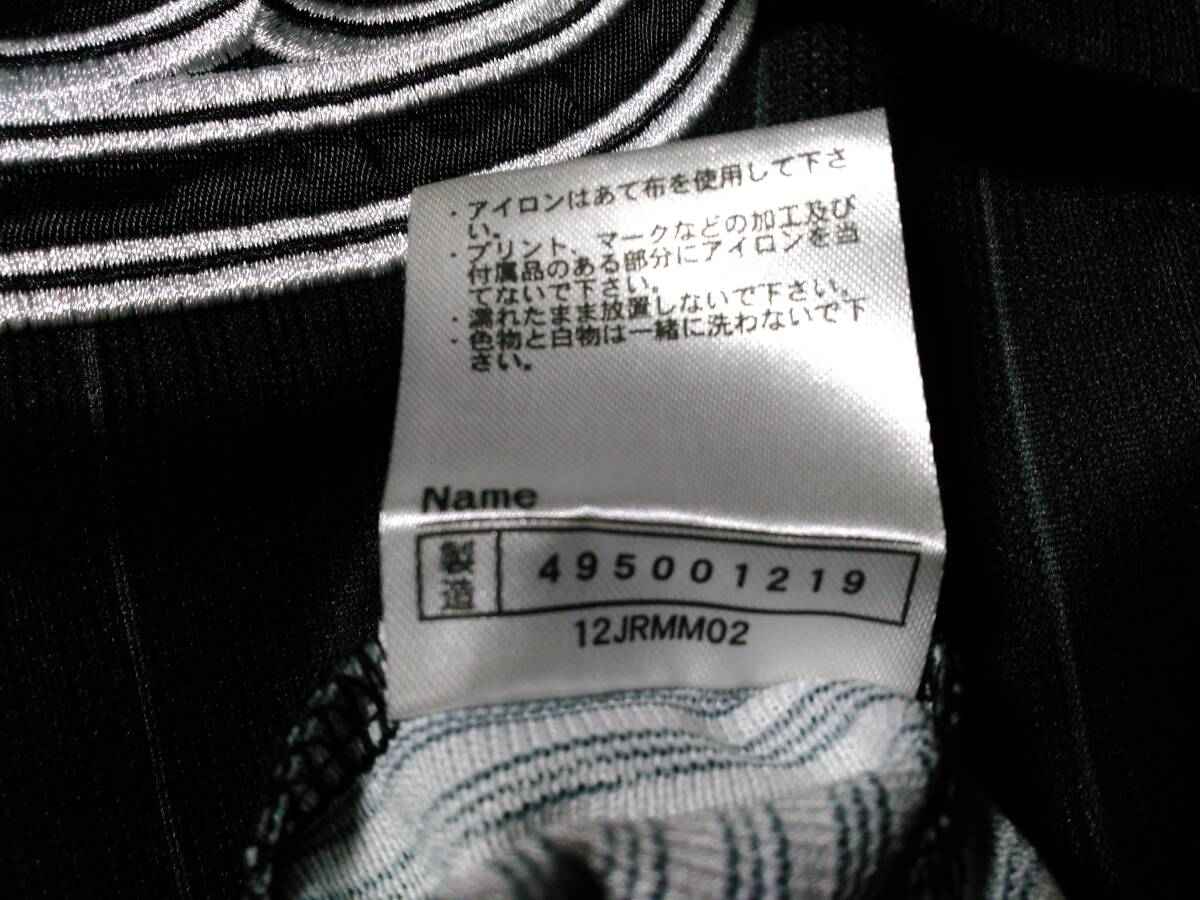 ・アイロンはあて布を使用して下さ
い。
・プリント、マークなどの加工及び
付属品のある部分にアイロンを当
てないで下さい。
・濡れたまま放置しないで下さい。
・色物と白物は一緒に洗わないで下
さい。
Name
製造 495001219
12JRMM02